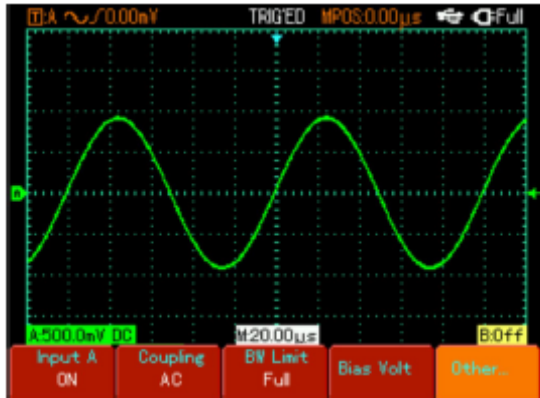 T:A 0.00mV TRIG'ED MPOS:0.00μs Full
A
A:500.0mV DC M:20.00μs B:Off
Input A Coupling BW Limit Bias Volt Other...
ON AC Full